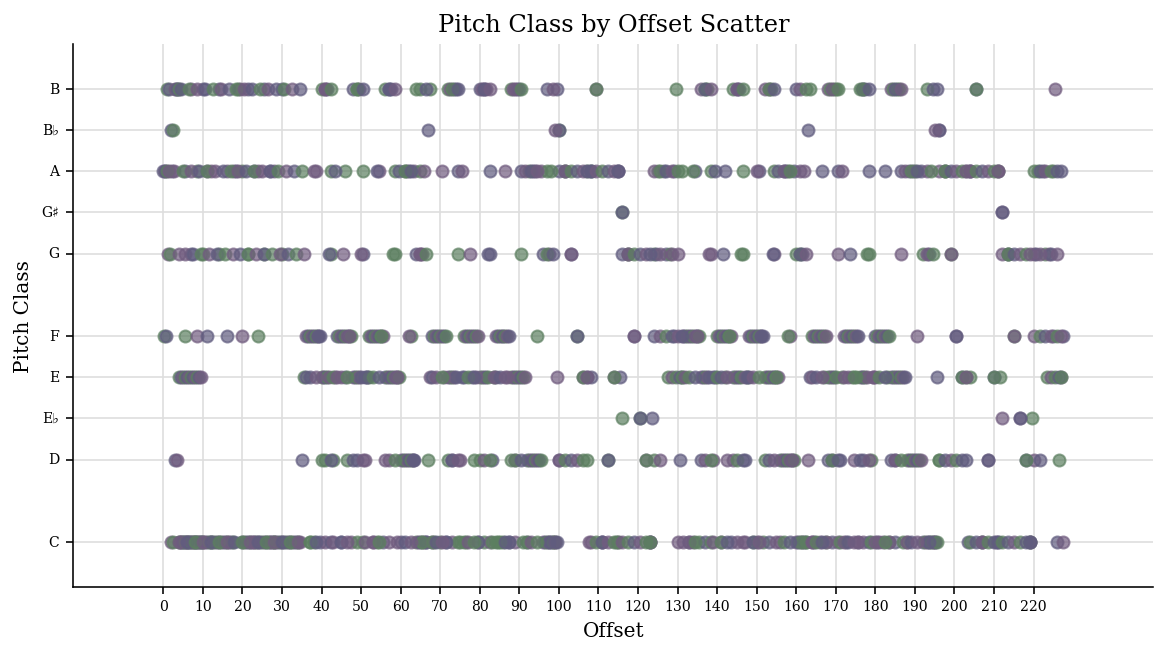 Pitch Class by Offset Scatter
Pitch Class
B
B♭
A
G♯
G
F
E
E♭
D
C
0 10 20 30 40 50 60 70 80 90 100 110 120 130 140 150 160 170 180 190 200 210 220
Offset